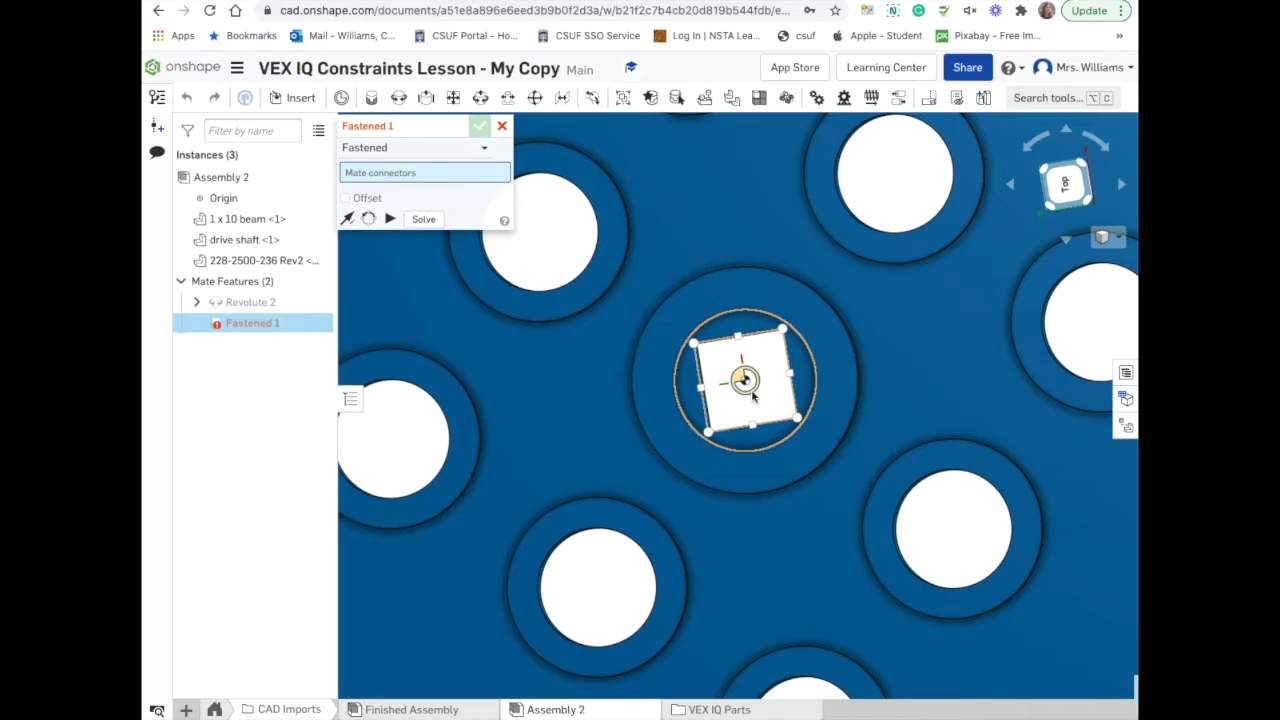 cad.onshape.com/documents/a51e8a896e6eed3b9b0f2d3a/w/b21f2c7b4cb20d819b544fdb/e...
Update
Apps Bookmarks Mail - Williams, C... CSUF Portal - Ho... CSUF SSO Service Log In | NSTA Lea... csuf Apple - Student Pixabay - Free Im... »
onshape VEX IQ Constraints Lesson - My Copy Main App Store Learning Center Share Mrs. Williams
Insert Search tools... ⌥ C
Filter by name
Instances (3)
Assembly 2
Origin
1 x 10 beam <1>
drive shaft <1>
228-2500-236 Rev2 <...
Mate Features (2)
Revolute 2
Fastened 1
Fastened 1
Fastened
Mate connectors
Offset
Solve
Top
CAD Imports Finished Assembly Assembly 2 VEX IQ Parts